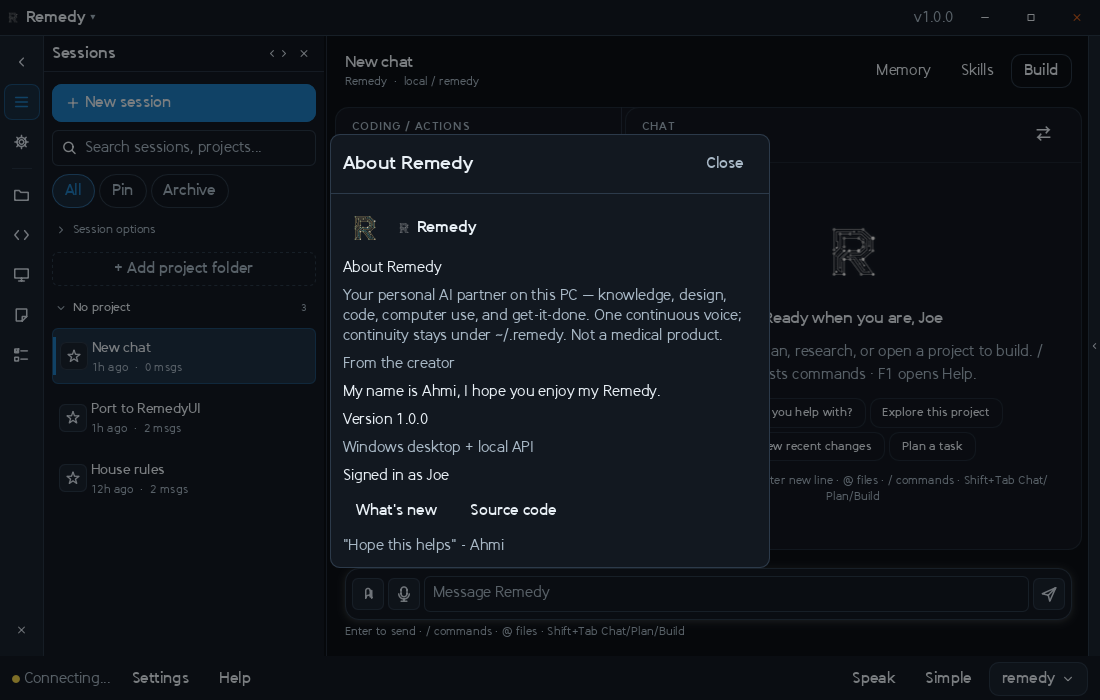 Remedy
v1.0.0
Sessions
+ New session
Search sessions, projects...
All
Pin
Archive
Session options
+ Add project folder
No project
3
New chat
1h ago · 0 msgs
Port to RemedyUI
1h ago · 2 msgs
House rules
12h ago · 2 msgs
New chat
Remedy · local / remedy
Memory
Skills
Build
CODING / ACTIONS
CHAT
About Remedy
Close
Remedy
About Remedy
Your personal AI partner on this PC — knowledge, design,
code, computer use, and get-it-done. One continuous voice;
continuity stays under ~/.remedy. Not a medical product.
From the creator
My name is Ahmi, I hope you enjoy my Remedy.
Version 1.0.0
Windows desktop + local API
Signed in as Joe
What's new
Source code
"Hope this helps" - Ahmi
Ready when you are, Joe
research, or open a project to build. /
commands · F1 opens Help.
you help with?
Explore this project
recent changes
Plan a task
new line · @ files · / commands · Shift+Tab Chat/
Plan/Build
Message Remedy
Enter to send · / commands · @ files · Shift+Tab Chat/Plan/Build
Connecting...
Settings
Help
Speak
Simple
remedy